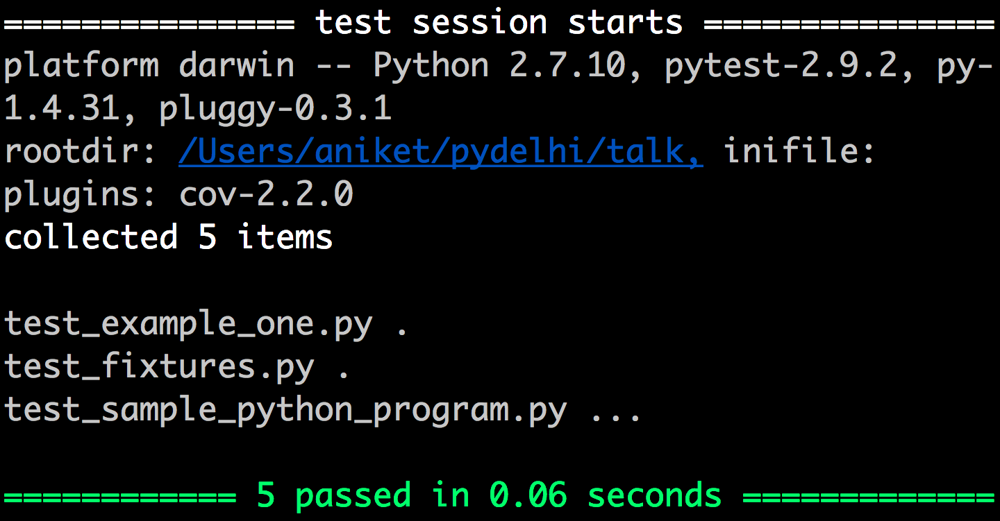 =============== test session starts ===============
platform darwin -- Python 2.7.10, pytest-2.9.2, py-
1.4.31, pluggy-0.3.1
rootdir: /Users/aniket/pydelhi/talk, inifile:
plugins: cov-2.2.0
collected 5 items
test_example_one.py .
test_fixtures.py .
test_sample_python_program.py ...
============ 5 passed in 0.06 seconds =============